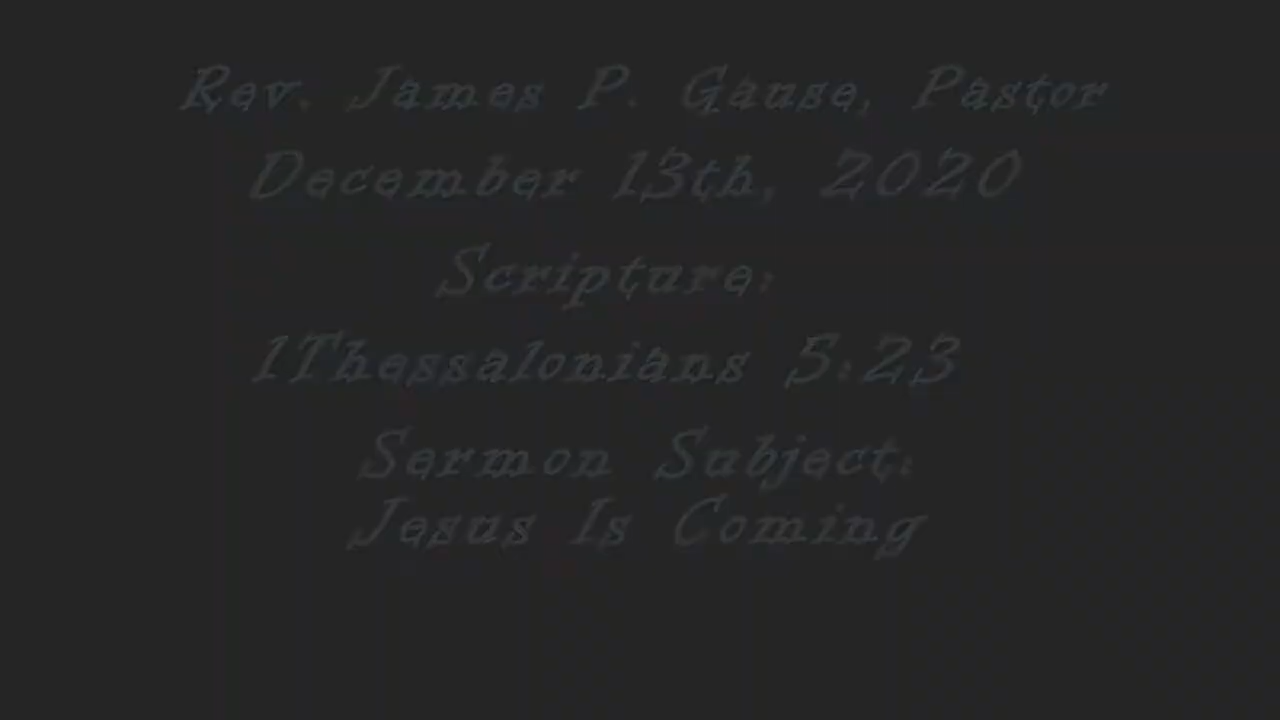 Rev. James P. Gause, Pastor
December 13th, 2020
Scripture:
1Thessalonians 5:23
Sermon Subject:
Jesus Is Coming